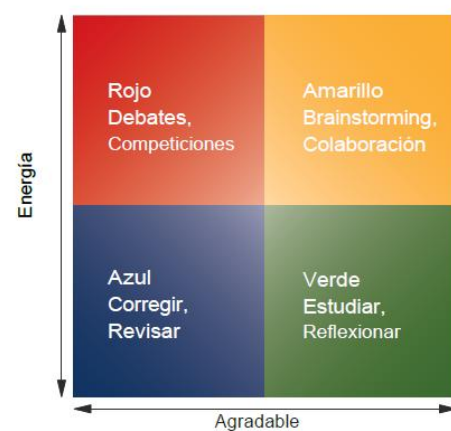 Energía
Rojo
Debates,
Competiciones
Amarillo
Brainstorming,
Colaboración
Azul
Corregir,
Revisar
Verde
Estudiar,
Reflexionar
Agradable